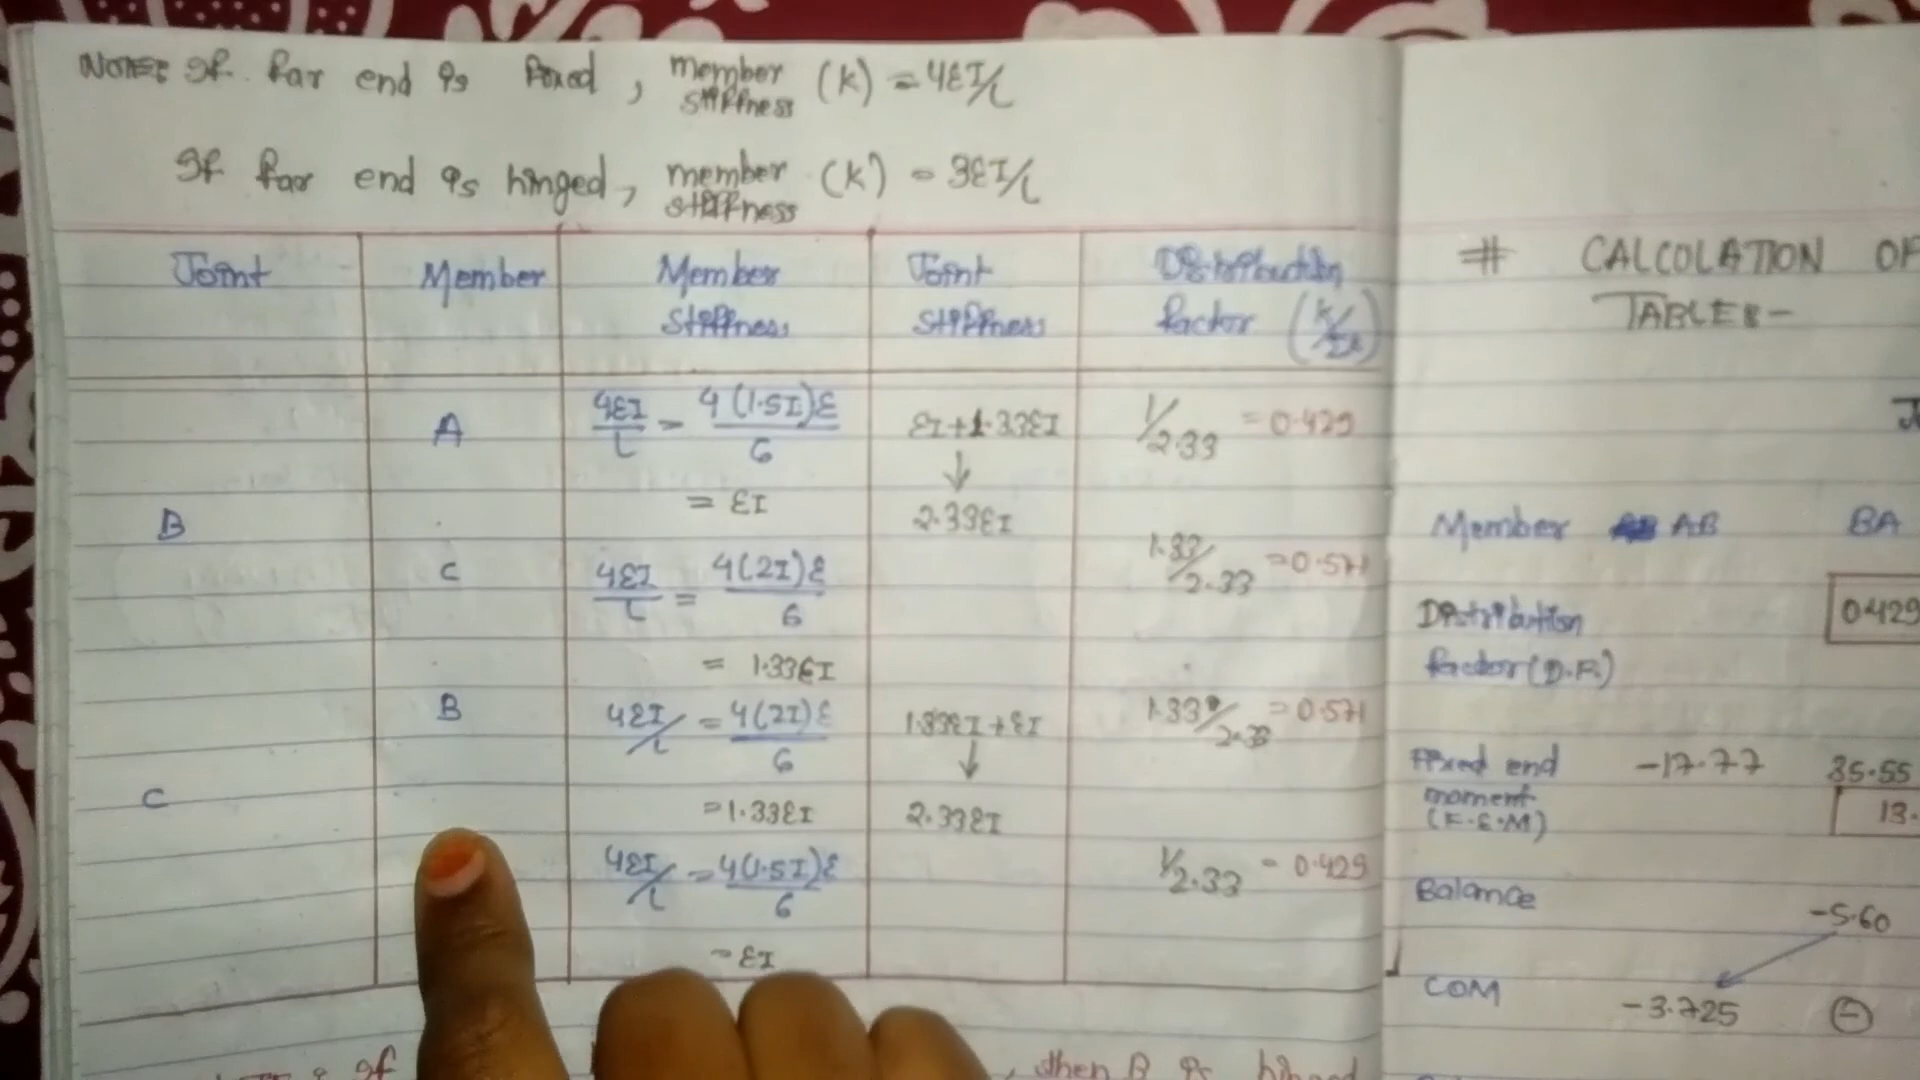 NOTE: If far end is fixed, member stiffness (K) = 4EI/L
If far end is hinged, member stiffness (K) = 3EI/L
Joint Member Member stiffness Joint stiffness Distribution factor (K/ΣK)
B
A 4EI/L = 4(1.5I)E/6 EI+1.33EI 1/2.33 = 0.429
= EI ↓ 2.33EI
C 4EI/L = 4(2I)E/6 1.33/2.33 = 0.571
= 1.33EI
C
B 4EI/L = 4(2I)E/6 1.33EI+EI 1.33/2.33 = 0.571
= 1.33EI ↓ 2.33EI
4EI/L = 4(1.5I)E/6 1/2.33 = 0.429
= EI
If , then B is
# CALCOLATION OF
TABLE:-
Member AB BA
Distribution 0.429
factor (D.F.)
Fixed end -17.77 35.55
moment 13.
(F.E.M)
Balance -5.60
COM -3.725 (-)